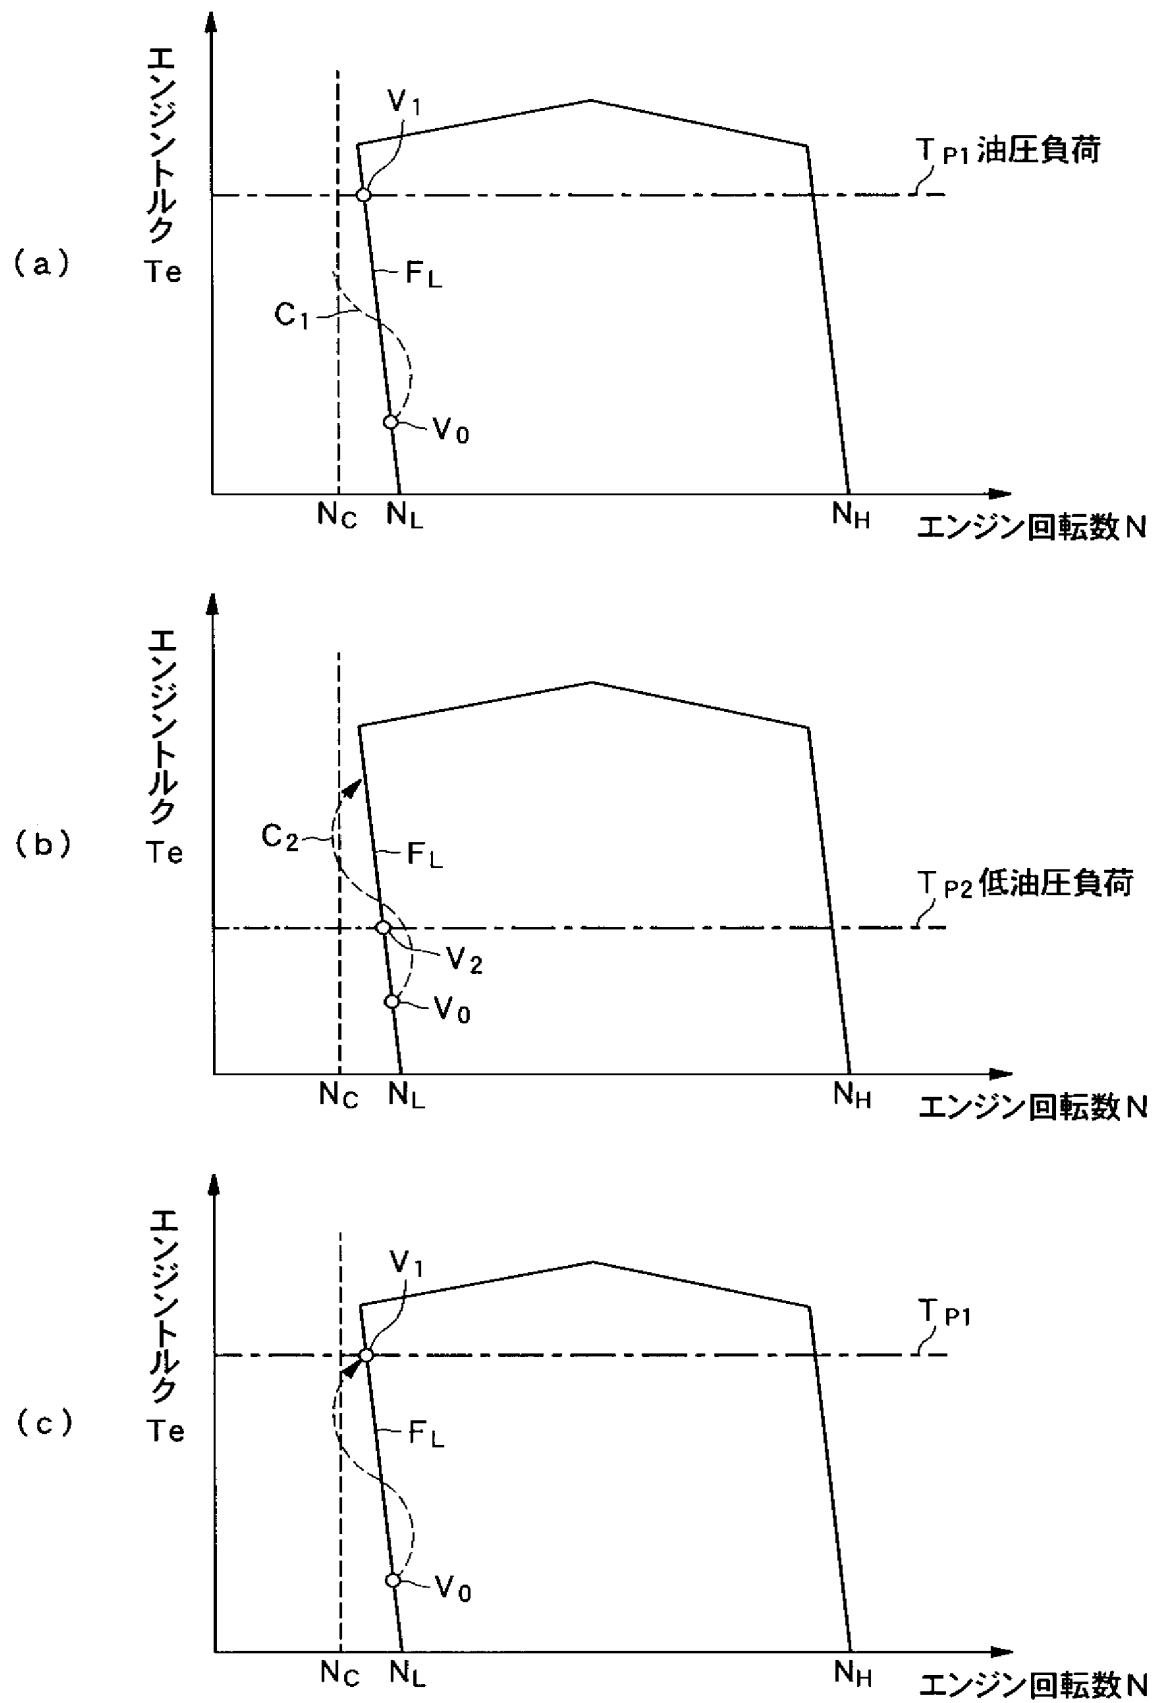 (a)
エンジントルク Te
V1
TP1 油圧負荷
FL
C1
V0
NC NL NH エンジン回転数 N
(b)
エンジントルク Te
C2
FL
TP2 低油圧負荷
V2
V0
NC NL NH エンジン回転数 N
(c)
エンジントルク Te
V1
TP1
FL
V0
NC NL NH エンジン回転数 N